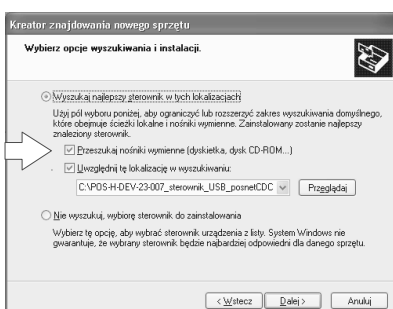 Kreator znajdowania nowego sprzętu
Wybierz opcje wyszukiwania i instalacji.
Wyszukaj najlepszy sterownik w tych lokalizacjach
Użyj pól wyboru poniżej, aby ograniczyć lub rozszerzyć zakres wyszukiwania domyślnego,
które obejmuje ścieżki lokalne i nośniki wymienne. Zainstalowany zostanie najlepszy
znaleziony sterownik.
Przeszukaj nośniki wymienne (dyskietka, dysk CD-ROM...)
Uwzględnij tę lokalizację w wyszukiwaniu:
C:\POS-H-DEV-23-007_sterownik_USB_posnetCDC Przeglądaj
Nie wyszukuj, wybiorę sterownik do zainstalowania
Wybierz tę opcję, aby wybrać sterownik urządzenia z listy. System Windows nie
gwarantuje, że wybrany sterownik będzie najbardziej odpowiedni dla danego sprzętu.
< Wstecz Dalej > Anuluj